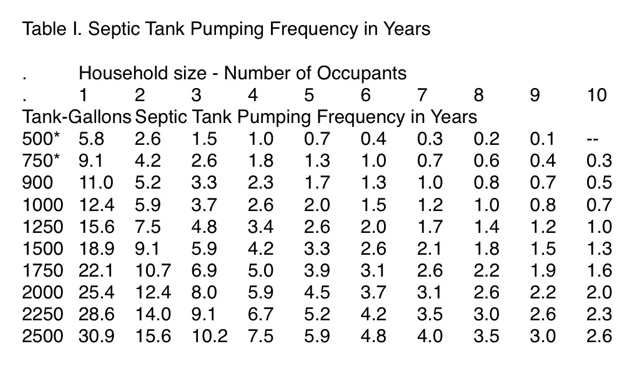 Table I. Septic Tank Pumping Frequency in Years
. Household size - Number of Occupants
. 1 2 3 4 5 6 7 8 9 10
Tank-Gallons Septic Tank Pumping Frequency in Years
500* 5.8 2.6 1.5 1.0 0.7 0.4 0.3 0.2 0.1 --
750* 9.1 4.2 2.6 1.8 1.3 1.0 0.7 0.6 0.4 0.3
900 11.0 5.2 3.3 2.3 1.7 1.3 1.0 0.8 0.7 0.5
1000 12.4 5.9 3.7 2.6 2.0 1.5 1.2 1.0 0.8 0.7
1250 15.6 7.5 4.8 3.4 2.6 2.0 1.7 1.4 1.2 1.0
1500 18.9 9.1 5.9 4.2 3.3 2.6 2.1 1.8 1.5 1.3
1750 22.1 10.7 6.9 5.0 3.9 3.1 2.6 2.2 1.9 1.6
2000 25.4 12.4 8.0 5.9 4.5 3.7 3.1 2.6 2.2 2.0
2250 28.6 14.0 9.1 6.7 5.2 4.2 3.5 3.0 2.6 2.3
2500 30.9 15.6 10.2 7.5 5.9 4.8 4.0 3.5 3.0 2.6